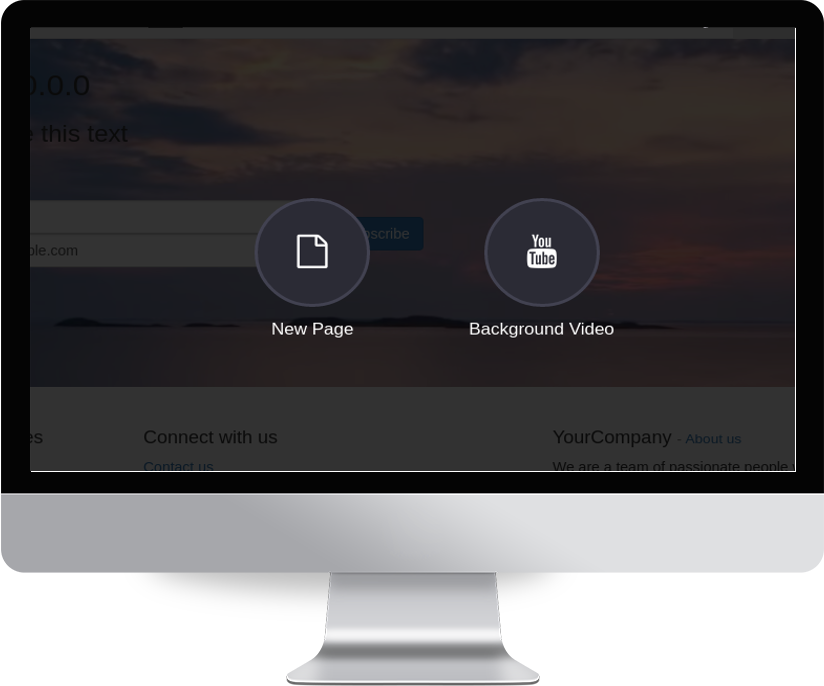 0.0.0
this text
scribe
ple.com
You
Tube
New Page
Background Video
es
Connect with us
YourCompany - About us
Contact us
We are a team of passionate people